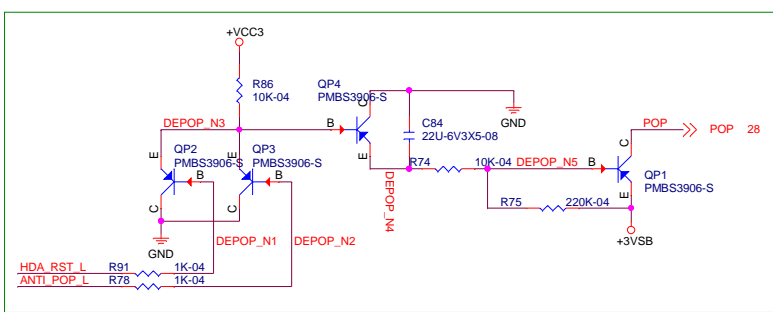 +VCC3
R86
10K-04
QP4
PMBS3906-S
C
B
E
C84
22U-6V3X5-08
GND
DEPOP_N3
QP2
PMBS3906-S
E
B
C
QP3
PMBS3906-S
E
B
C
GND
DEPOP_N4
R74
10K-04
DEPOP_N5
B
C
E
QP1
PMBS3906-S
POP
POP 28
R75
220K-04
+3VSB
DEPOP_N1
DEPOP_N2
HDA_RST_L
R91
1K-04
ANTI_POP_L
R78
1K-04